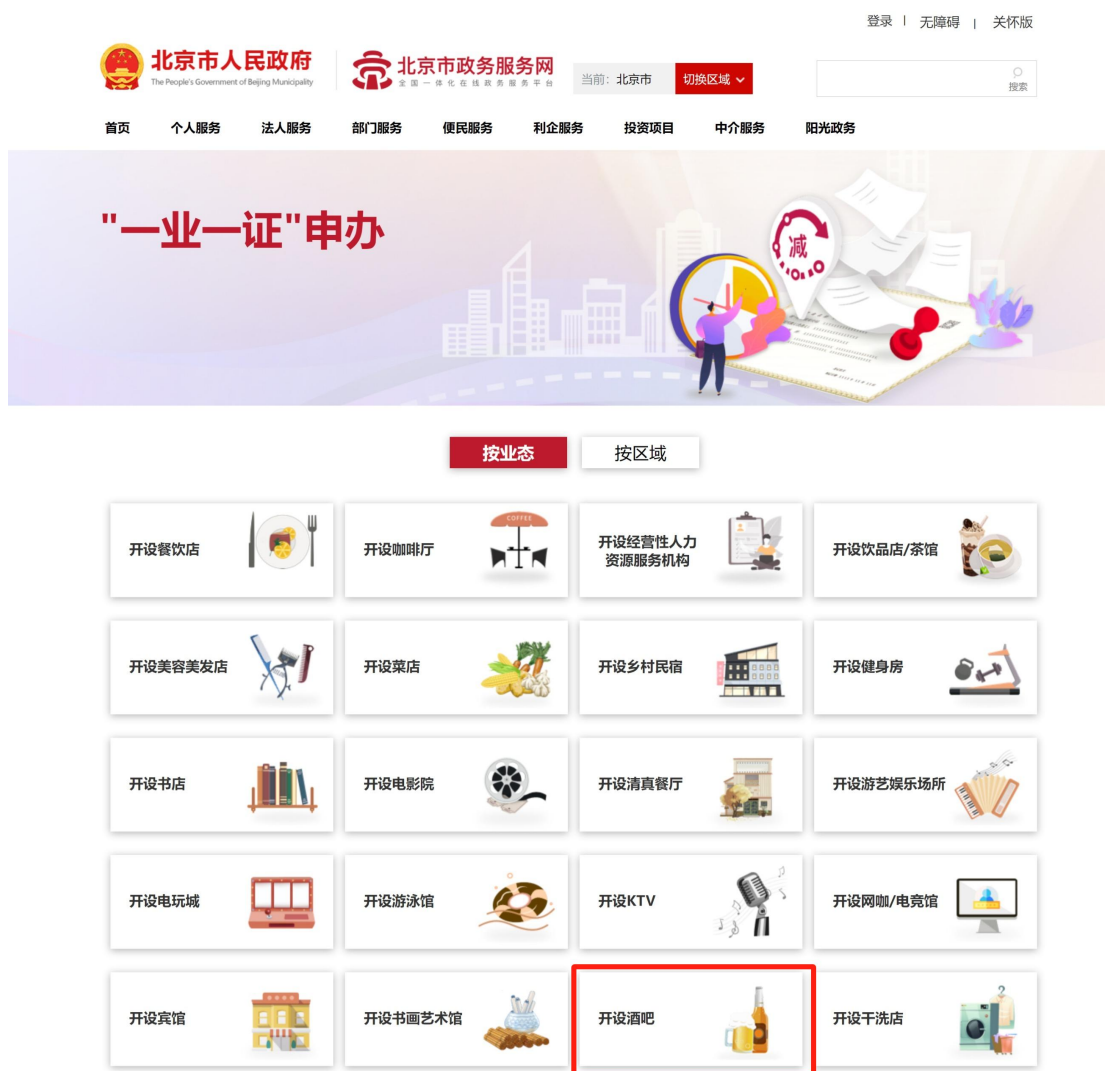 登录 | 无障碍 | 关怀版
北京市人民政府
The People's Government of Beijing Municipality
北京市政务服务网
全国一体化在线政务服务平台
当前：北京市 切换区域
搜索
首页 个人服务 法人服务 部门服务 便民服务 利企服务 投资项目 中介服务 阳光政务
"一业一证"申办
减
按业态 按区域
开设餐饮店
开设咖啡厅
COFFEE
开设经营性人力
资源服务机构
开设饮品店/茶馆
开设美容美发店
开设菜店
开设乡村民宿
开设健身房
开设书店
开设电影院
开设清真餐厅
开设游艺娱乐场所
开设电玩城
开设游泳馆
开设KTV
开设网咖/电竞馆
开设宾馆
开设书画艺术馆
开设酒吧
开设干洗店